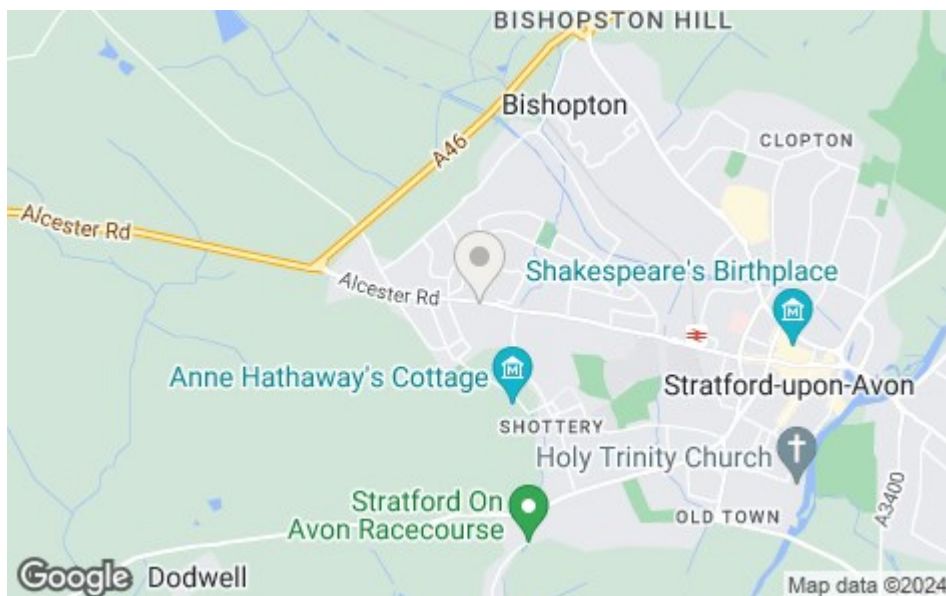 BISHOPSTON HILL
Bishopton
CLOPTON
A46
Alcester Rd
Alcester Rd
Shakespeare's Birthplace
Anne Hathaway's Cottage
Stratford-upon-Avon
SHOTTERY
Holy Trinity Church
Stratford On
Avon Racecourse
OLD TOWN
A3400
Google
Dodwell
Map data ©2024